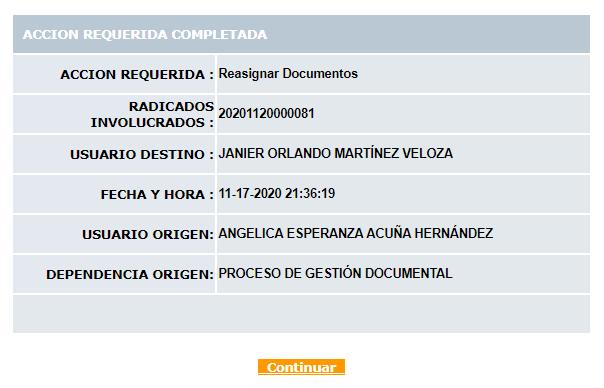 ACCION REQUERIDA COMPLETADA
ACCION REQUERIDA : Reasignar Documentos
RADICADOS
INVOLUCRADOS : 20201120000081
USUARIO DESTINO : JANIER ORLANDO MARTÍNEZ VELOZA
FECHA Y HORA : 11-17-2020 21:36:19
USUARIO ORIGEN: ANGELICA ESPERANZA ACUÑA HERNÁNDEZ
DEPENDENCIA ORIGEN: PROCESO DE GESTIÓN DOCUMENTAL
Continuar